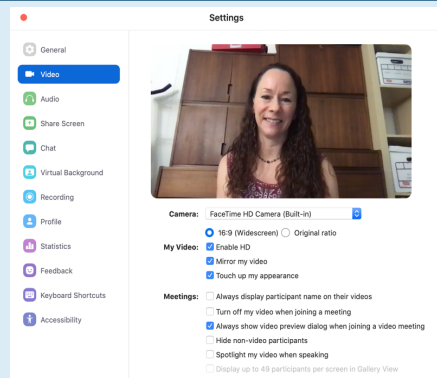 Settings
General
Video
Audio
Share Screen
Chat
Virtual Background
Recording
Profile
Statistics
Feedback
Keyboard Shortcuts
Accessibility
Camera: FaceTime HD Camera (Built-in)
16:9 (Widescreen) Original ratio
My Video: Enable HD
Mirror my video
Touch up my appearance
Meetings: Always display participant name on their videos
Turn off my video when joining a meeting
Always show video preview dialog when joining a video meeting
Hide non-video participants
Spotlight my video when speaking
Display up to 49 participants per screen in Gallery View